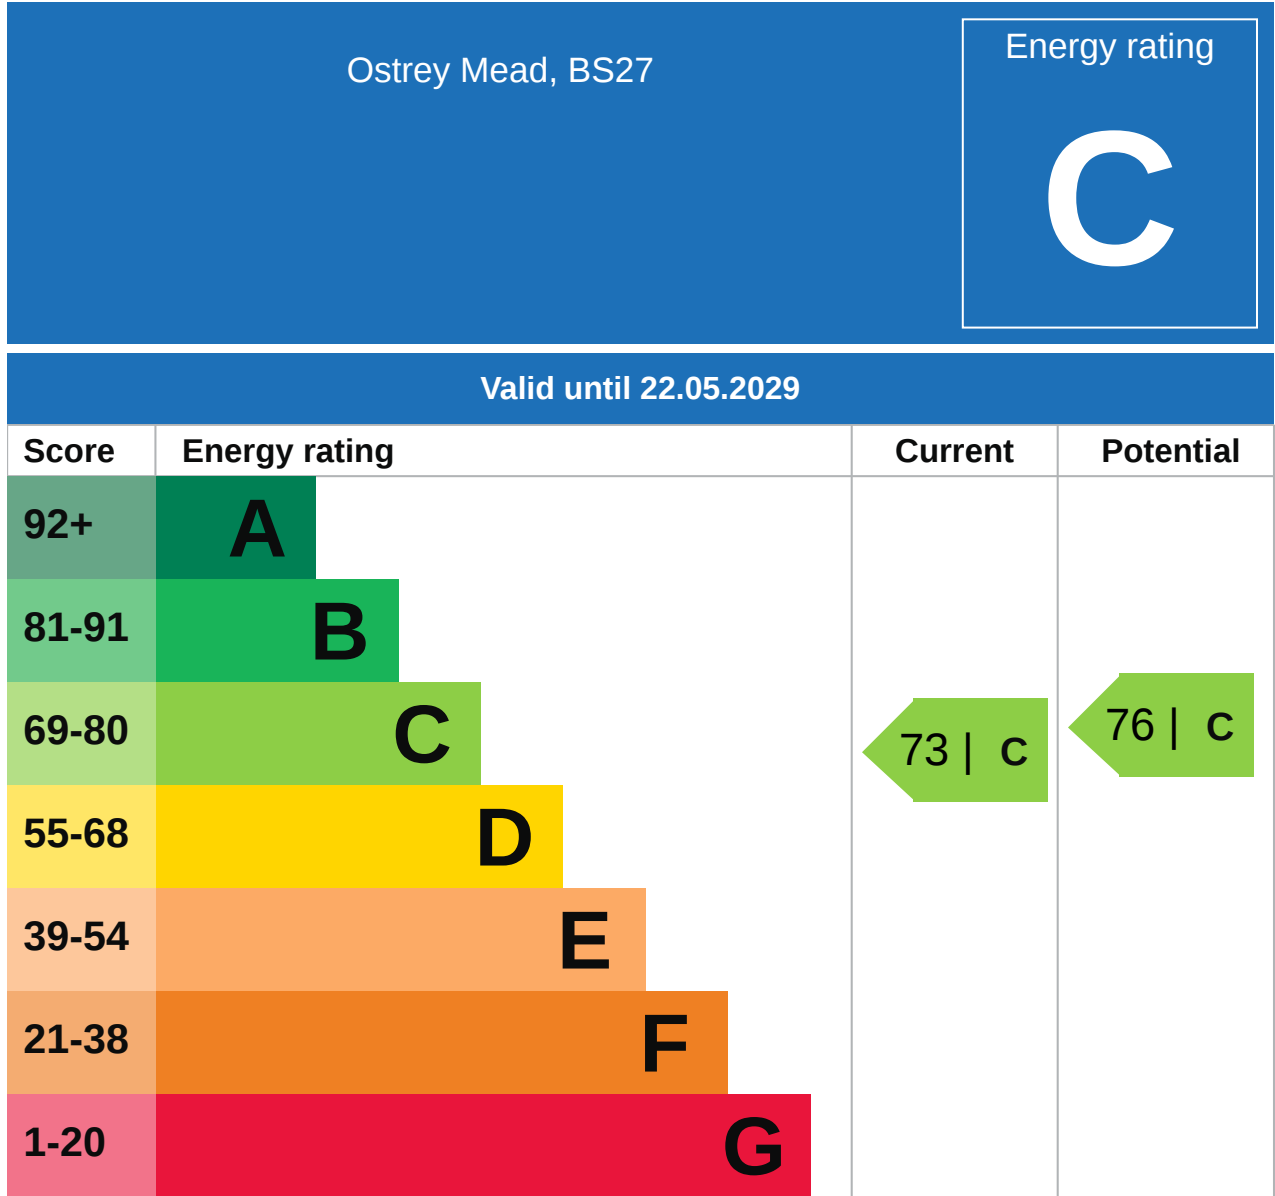 Ostrey Mead, BS27
Energy rating
C
Valid until 22.05.2029
Score Energy rating Current Potential
92+ A
81-91 B
69-80 C 73 | C 76 | C
55-68 D
39-54 E
21-38 F
1-20 G